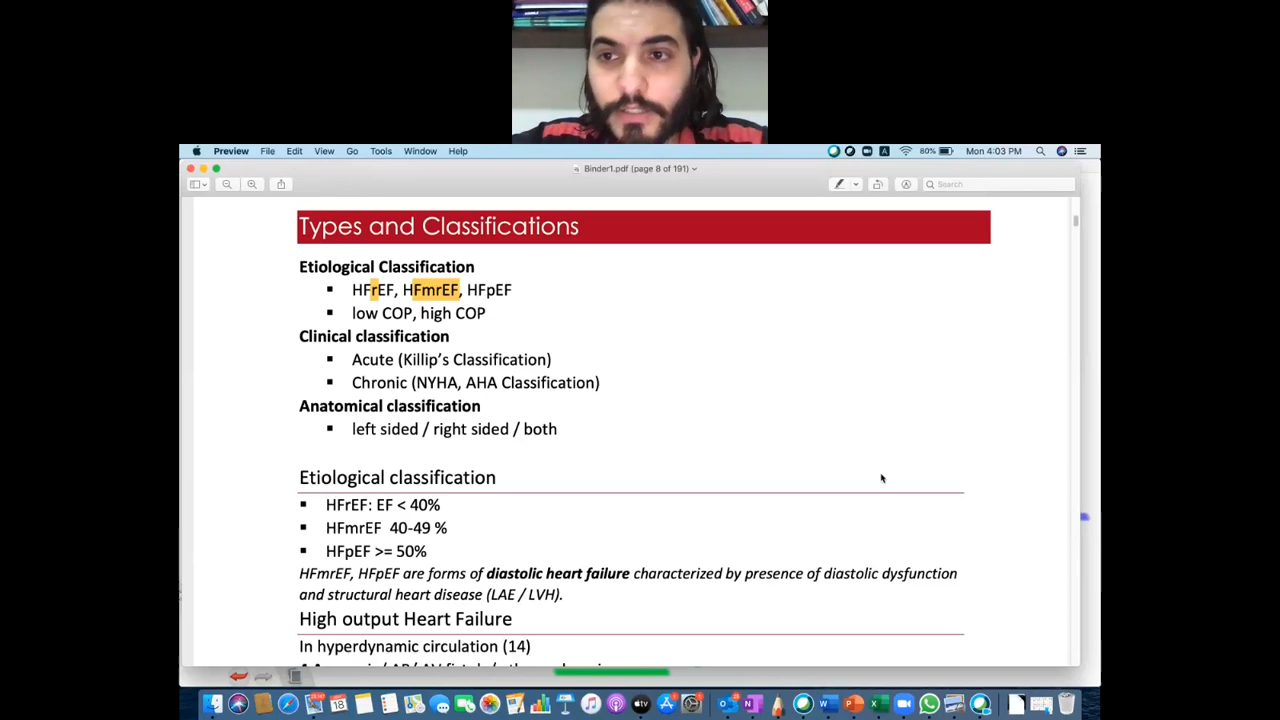 Preview File Edit View Go Tools Window Help 80% Mon 4:03 PM
Binder1.pdf (page 8 of 191)
Search
Types and Classifications
Etiological Classification
▪ HFrEF, HFmrEF, HFpEF
▪ low COP, high COP
Clinical classification
▪ Acute (Killip's Classification)
▪ Chronic (NYHA, AHA Classification)
Anatomical classification
▪ left sided / right sided / both
Etiological classification
▪ HFrEF: EF < 40%
▪ HFmrEF 40-49 %
▪ HFpEF >= 50%
HFmrEF, HFpEF are forms of diastolic heart failure characterized by presence of diastolic dysfunction
and structural heart disease (LAE / LVH).
High output Heart Failure
In hyperdynamic circulation (14)